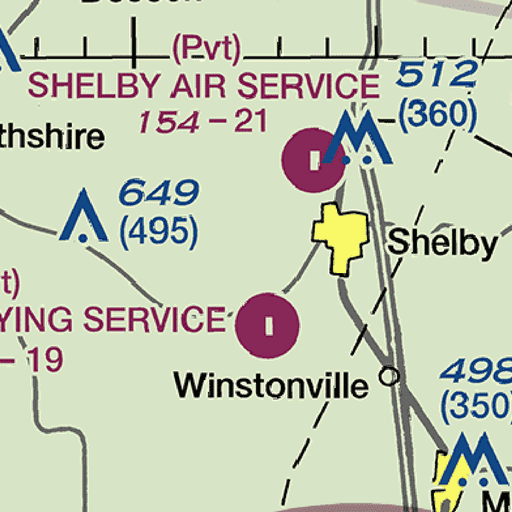 (Pvt)
SHELBY AIR SERVICE
154 – 21
512
(360)
thshire
649
(495)
Shelby
t)
YING SERVICE
– 19
Winstonville
498
(350)
M